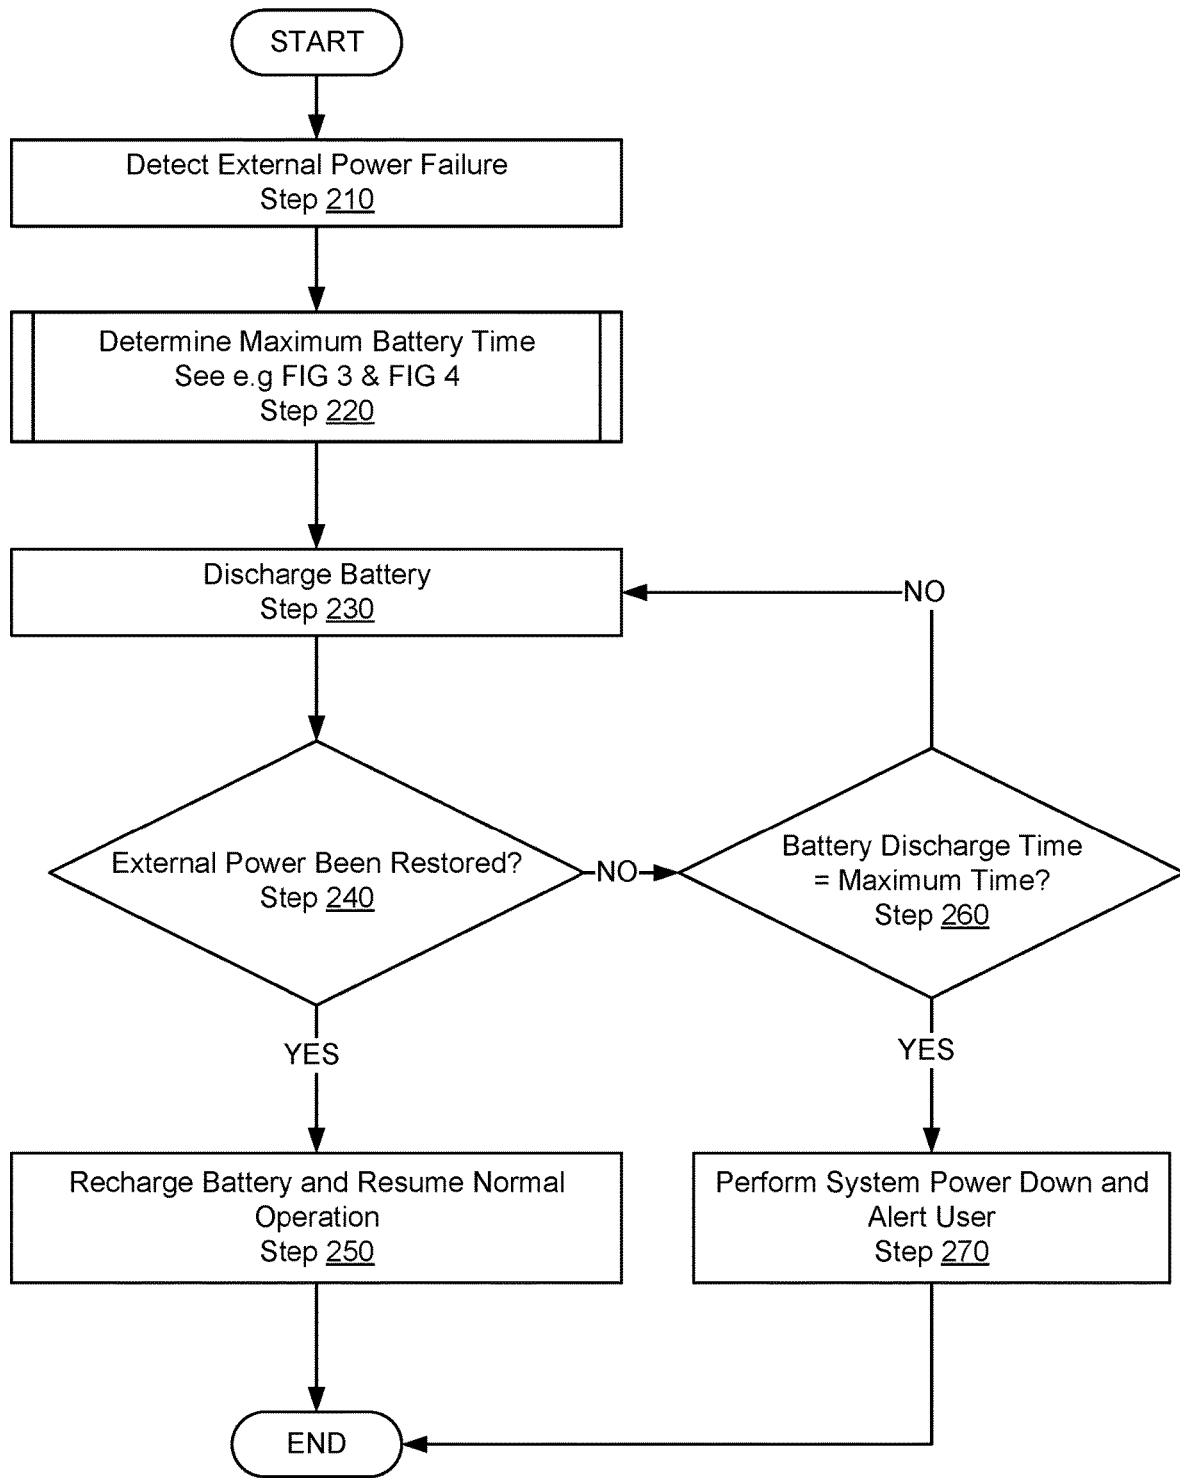 START
Detect External Power Failure
Step 210
Determine Maximum Battery Time
See e.g FIG 3 & FIG 4
Step 220
Discharge Battery
Step 230
NO
External Power Been Restored?
Step 240
NO
Battery Discharge Time
= Maximum Time?
Step 260
YES
YES
Recharge Battery and Resume Normal
Operation
Step 250
Perform System Power Down and
Alert User
Step 270
END